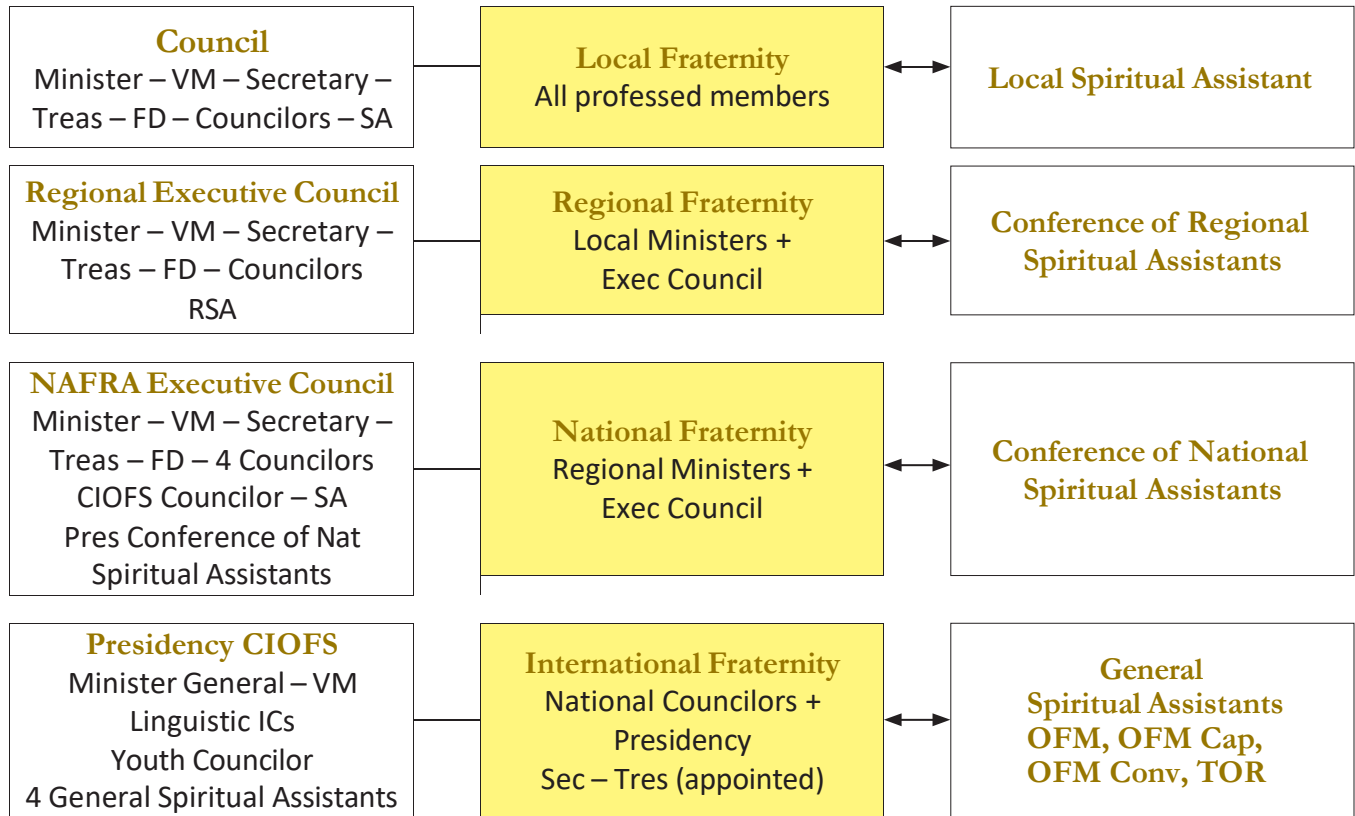 Council
Minister – VM – Secretary –
Treas – FD – Councilors – SA
Local Fraternity
All professed members
Local Spiritual Assistant
Regional Executive Council
Minister – VM – Secretary –
Treas – FD – Councilors
RSA
Regional Fraternity
Local Ministers +
Exec Council
Conference of Regional
Spiritual Assistants
NAFRA Executive Council
Minister – VM – Secretary –
Treas – FD – 4 Councilors
CIOFS Councilor – SA
Pres Conference of Nat
Spiritual Assistants
National Fraternity
Regional Ministers +
Exec Council
Conference of National
Spiritual Assistants
Presidency CIOFS
Minister General – VM
Linguistic ICs
Youth Councilor
4 General Spiritual Assistants
International Fraternity
National Councilors +
Presidency
Sec – Tres (appointed)
General
Spiritual Assistants
OFM, OFM Cap,
OFM Conv, TOR